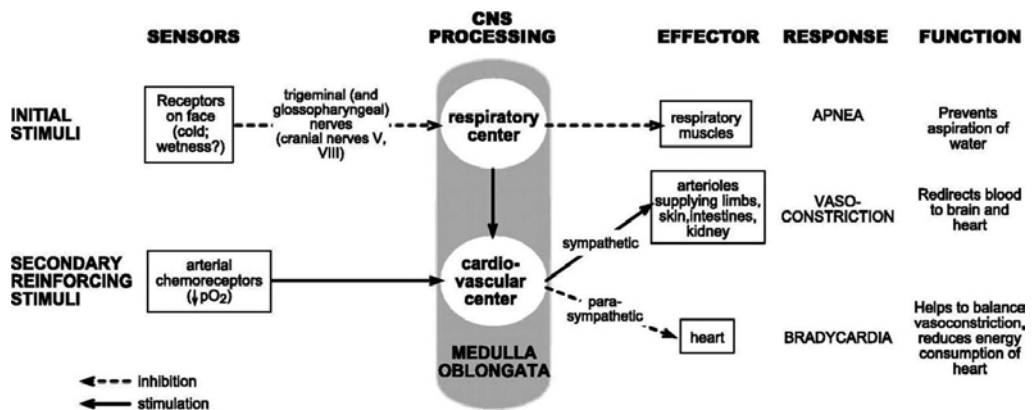 SENSORS
CNS
PROCESSING
EFFECTOR
RESPONSE
FUNCTION
INITIAL
STIMULI
Receptors
on face
(cold;
wetness?)
trigeminal (and
glossopharyngeal)
nerves
(cranial nerves V,
VIII)
respiratory
center
respiratory
muscles
APNEA
Prevents
aspiration of
water
arterioles
supplying limbs,
skin,intestines,
kidney
VASO-
CONSTRICTION
Redirects blood
to brain and
heart
sympathetic
SECONDARY
REINFORCING
STIMULI
arterial
chemoreceptors
(↓pO2)
cardio-
vascular
center
para-
sympathetic
heart
BRADYCARDIA
Helps to balance
vasoconstriction,
reduces energy
consumption of
heart
MEDULLA
OBLONGATA
inhibition
stimulation